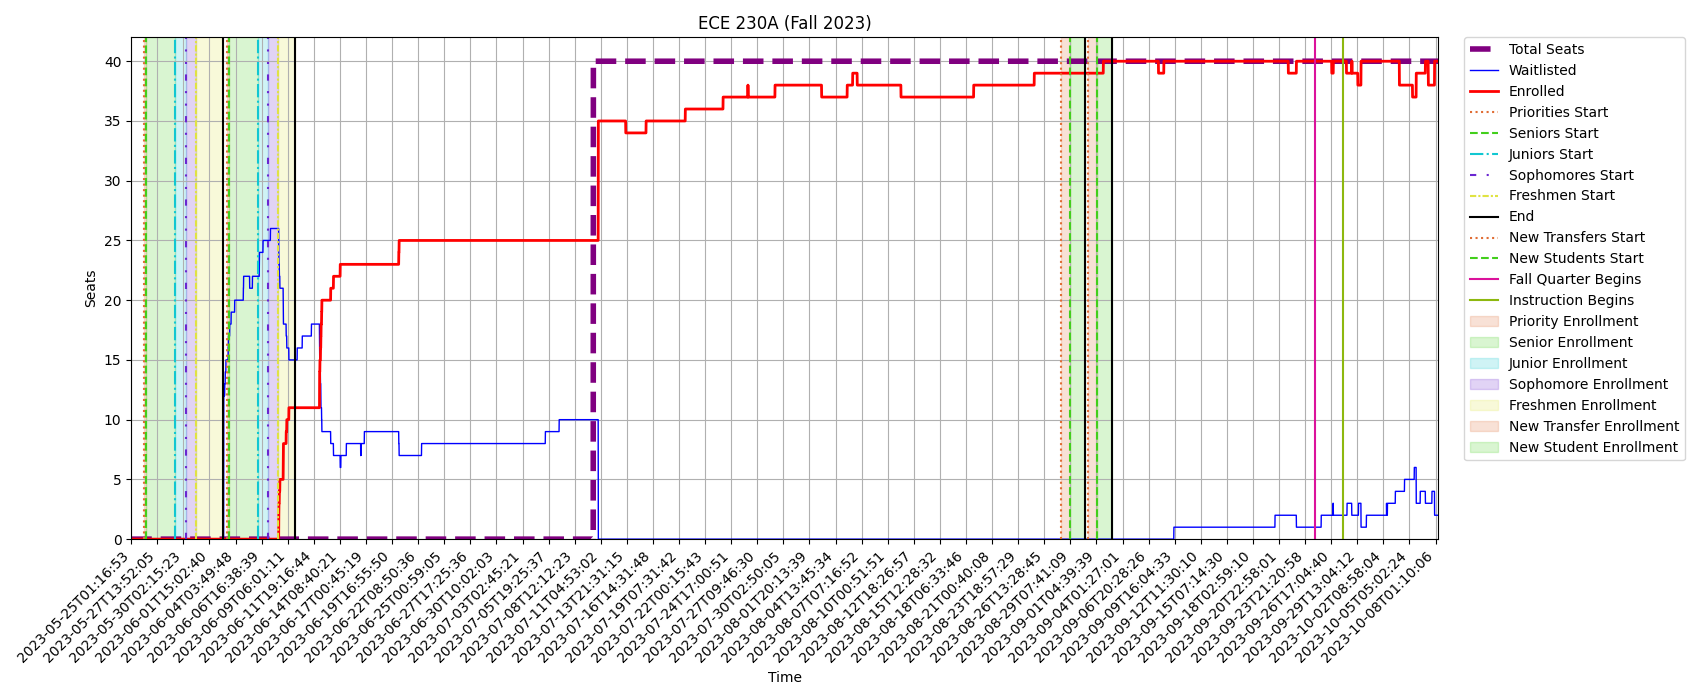 ECE 230A (Fall 2023)
Seats
40
35
30
25
20
15
10
5
0
2023-05-25T01:16:53
2023-05-27T13:52:05
2023-05-30T02:15:23
2023-06-01T15:02:40
2023-06-04T03:49:48
2023-06-06T16:38:39
2023-06-09T06:01:11
2023-06-11T19:16:44
2023-06-14T08:40:21
2023-06-17T00:45:19
2023-06-19T16:55:50
2023-06-22T08:50:36
2023-06-25T00:59:05
2023-06-27T17:25:36
2023-06-30T10:02:03
2023-07-03T02:45:21
2023-07-05T19:25:37
2023-07-08T12:12:23
2023-07-11T04:53:02
2023-07-13T21:31:15
2023-07-16T14:31:48
2023-07-19T07:31:42
2023-07-22T00:15:43
2023-07-24T17:00:51
2023-07-27T09:46:30
2023-07-30T02:50:05
2023-08-01T20:13:39
2023-08-04T13:45:34
2023-08-07T07:16:52
2023-08-10T00:51:51
2023-08-12T18:26:57
2023-08-15T12:28:32
2023-08-18T06:33:46
2023-08-21T00:40:08
2023-08-23T18:57:29
2023-08-26T13:28:45
2023-08-29T07:41:09
2023-09-01T04:39:39
2023-09-04T01:27:01
2023-09-06T20:28:26
2023-09-09T16:04:33
2023-09-12T11:30:10
2023-09-15T07:14:30
2023-09-18T02:59:10
2023-09-20T22:58:01
2023-09-23T21:20:58
2023-09-26T17:04:40
2023-09-29T13:04:12
2023-10-02T08:58:04
2023-10-05T05:02:24
2023-10-08T01:10:06
Time
Total Seats
Waitlisted
Enrolled
Priorities Start
Seniors Start
Juniors Start
Sophomores Start
Freshmen Start
End
New Transfers Start
New Students Start
Fall Quarter Begins
Instruction Begins
Priority Enrollment
Senior Enrollment
Junior Enrollment
Sophomore Enrollment
Freshmen Enrollment
New Transfer Enrollment
New Student Enrollment